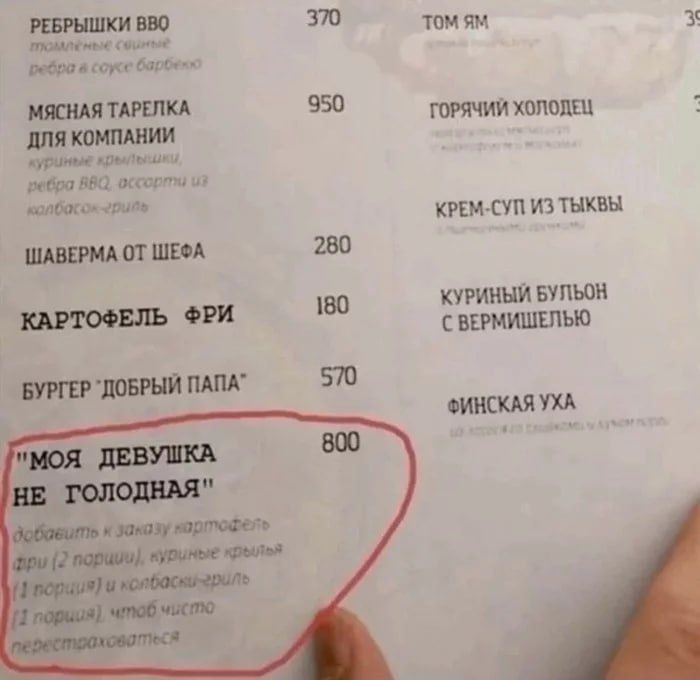 РЕБРЫШКИ BBQ 370
томлёные свиные
ребра в соусе барбекю
МЯСНАЯ ТАРЕЛКА 950
ДЛЯ КОМПАНИИ
куриные крылышки,
ребра BBQ, ассорти из
колбасок-гриль
ШАВЕРМА ОТ ШЕФА 280
КАРТОФЕЛЬ ФРИ 180
БУРГЕР "ДОБРЫЙ ПАПА" 570
"МОЯ ДЕВУШКА 800
НЕ ГОЛОДНАЯ"
добавить к заказу картофель
фри (2 порции), куриные крылья
(1 порция) и колбаски-гриль
(1 порция), чтоб чисто
перестраховаться
ТОМ ЯМ
ГОРЯЧИЙ ХОЛОДЕЦ
КРЕМ-СУП ИЗ ТЫКВЫ
КУРИНЫЙ БУЛЬОН
С ВЕРМИШЕЛЬЮ
ФИНСКАЯ УХА